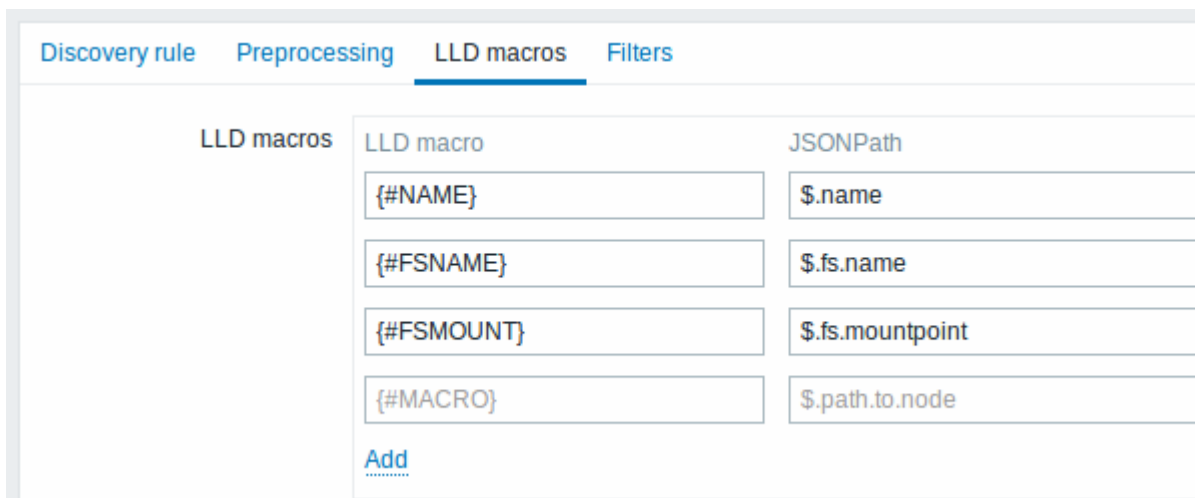 Discovery rule Preprocessing LLD macros Filters
LLD macros LLD macro JSONPath
{#NAME} $.name
{#FSNAME} $.fs.name
{#FSMOUNT} $.fs.mountpoint
{#MACRO} $.path.to.node
Add